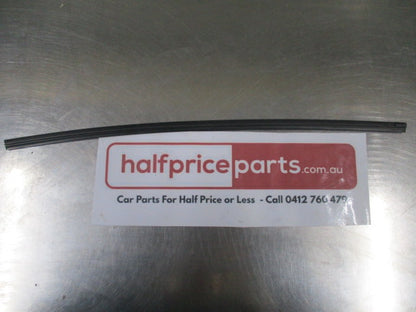 halfpriceparts.com.au
Car Parts For Half Price or Less - Call 0412 760 479